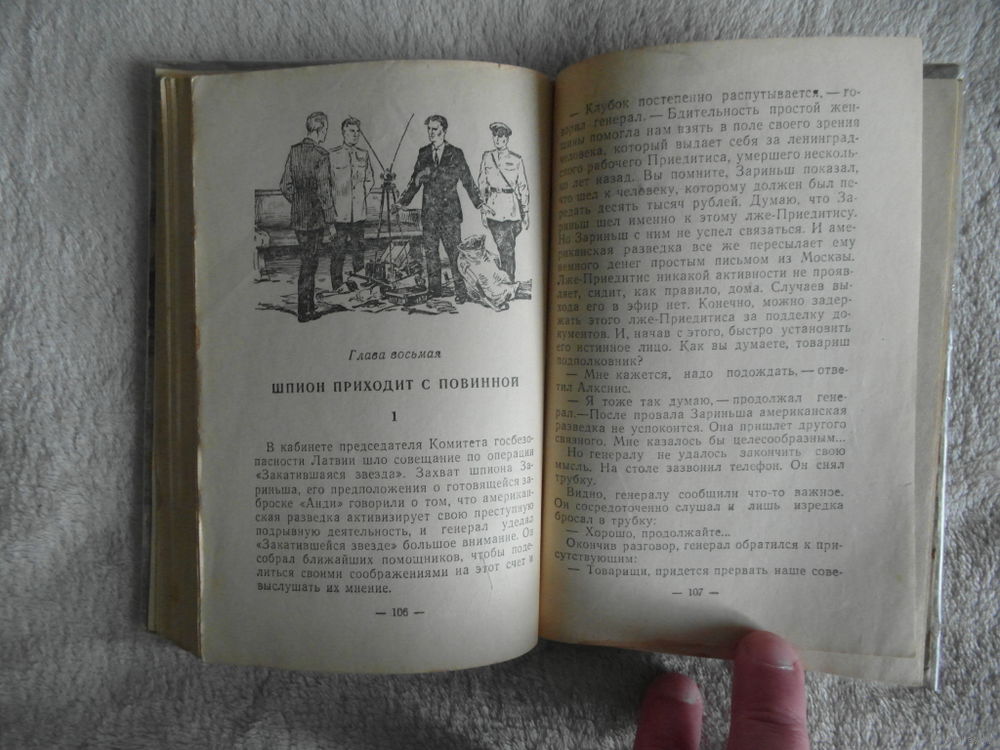 Глава восьмая
ШПИОН ПРИХОДИТ С ПОВИННОЙ
1
В кабинете председателя Комитета госбезо-
пасности Латвии шло совещание по операции
«Закатившаяся звезда». Захват шпиона За-
риньша, его предположения о готовящейся за-
броске «Анди» говорили о том, что американ-
ская разведка активизирует свою преступную
подрывную деятельность, и генерал уделял
«Закатившейся звезде» большое внимание. Он
собрал ближайших помощников, чтобы поде-
литься своими соображениями на этот счет и
выслушать их мнение.
— 106 —
— Клубок постепенно распутывается, — го-
ворил генерал. — Бдительность простой жен-
щины помогла нам взять в поле своего зрения
человека, который выдает себя за ленинград-
ского рабочего Приедитиса, умершего несколь-
ко лет назад. Вы помните, Зариньш показал,
что шел к человеку, которому должен был пе-
редать десять тысяч рублей. Думаю, что За-
риньш шел именно к этому лже-Приедитису.
Но Зариньш с ним не успел связаться. И аме-
риканская разведка все же пересылает ему
немного денег простым письмом из Москвы.
Лже-Приедитис никакой активности не прояв-
ляет, сидит, как правило, дома. Случаев вы-
хода его в эфир нет. Конечно, можно задер-
жать этого лже-Приедитиса за подделку до-
кументов. И, начав с этого, быстро установить
его истинное лицо. Как вы думаете, товарищ
подполковник?
— Мне кажется, надо подождать, — отве-
тил Алкснис.
— Я тоже так думаю, — продолжал гене-
рал.—После провала Зариньша американская
разведка не успокоится. Она пришлет другого
связного. Мне казалось бы целесообразным...
Но генералу не удалось закончить свою
мысль. На столе зазвонил телефон. Он снял
трубку.
Видно, генералу сообщили что-то важное.
Он сосредоточенно слушал и лишь изредка
бросал в трубку:
— Хорошо, продолжайте...
Окончив разговор, генерал обратился к при-
сутствующим:
— Товарищи, придется прервать наше сове-
— 107 —